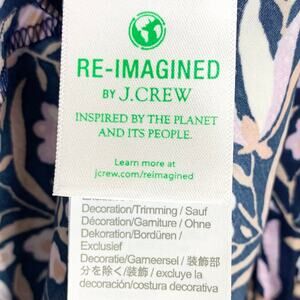 RE-IMAGINED
BY J.CREW
INSPIRED BY THE PLANET
AND ITS PEOPLE.
Learn more at
jcrew.com/reimagined
Decoration/Trimming / Sauf
Décoration/Garniture / Ohne
Dekoration/Bordüren /
Exclusief
Decoratie/Garneersel / 装飾部
分を除く/装飾 / excluye la
decoración/costura decorativa